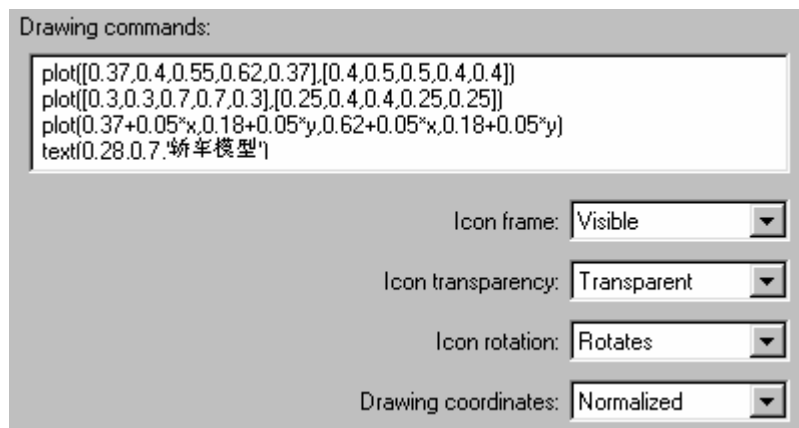 Drawing commands:
plot([0.37,0.4,0.55,0.62,0.37],[0.4,0.5,0.5,0.4,0.4])
plot([0.3,0.3,0.7,0.7,0.3],[0.25,0.4,0.4,0.25,0.25])
plot(0.37+0.05*x,0.18+0.05*y,0.62+0.05*x,0.18+0.05*y)
text(0.28,0.7,'轿车模型')
Icon frame: Visible
Icon transparency: Transparent
Icon rotation: Rotates
Drawing coordinates: Normalized